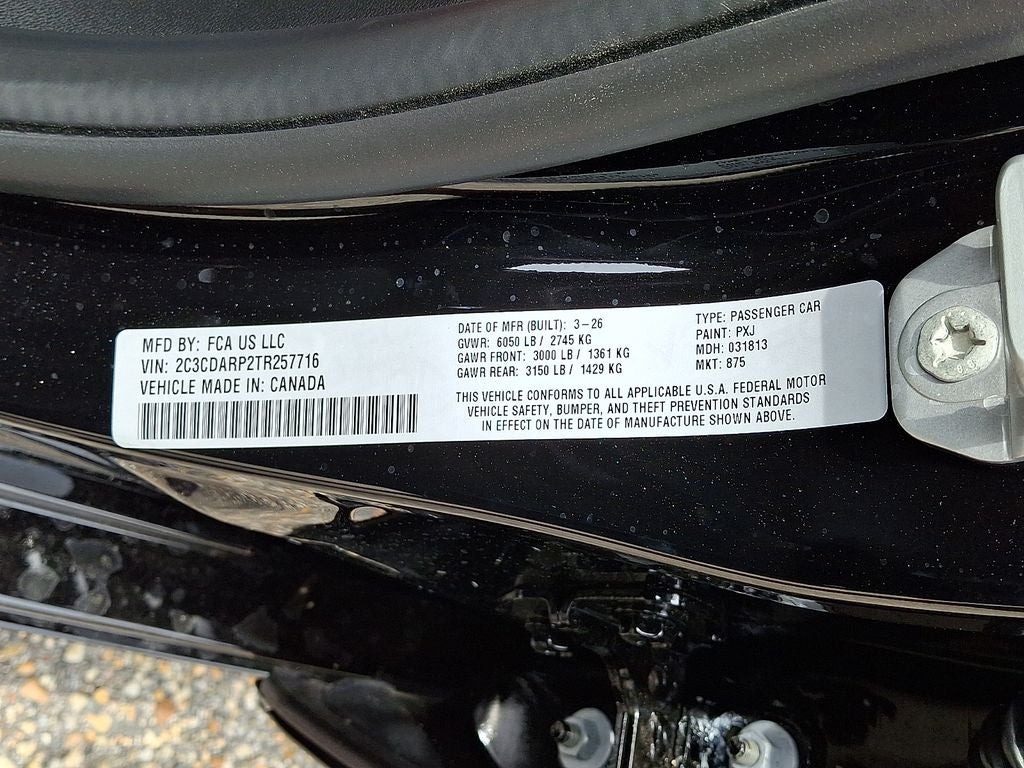 MFD BY: FCA US LLC
VIN: 2C3CDARP2TR257716
VEHICLE MADE IN: CANADA
DATE OF MFR (BUILT): 3-26
GVWR: 6050 LB / 2745 KG
GAWR FRONT: 3000 LB / 1361 KG
GAWR REAR: 3150 LB / 1429 KG
TYPE: PASSENGER CAR
PAINT: PXJ
MDH: 031813
MKT: 875
THIS VEHICLE CONFORMS TO ALL APPLICABLE U.S.A. FEDERAL MOTOR
VEHICLE SAFETY, BUMPER, AND THEFT PREVENTION STANDARDS
IN EFFECT ON THE DATE OF MANUFACTURE SHOWN ABOVE.